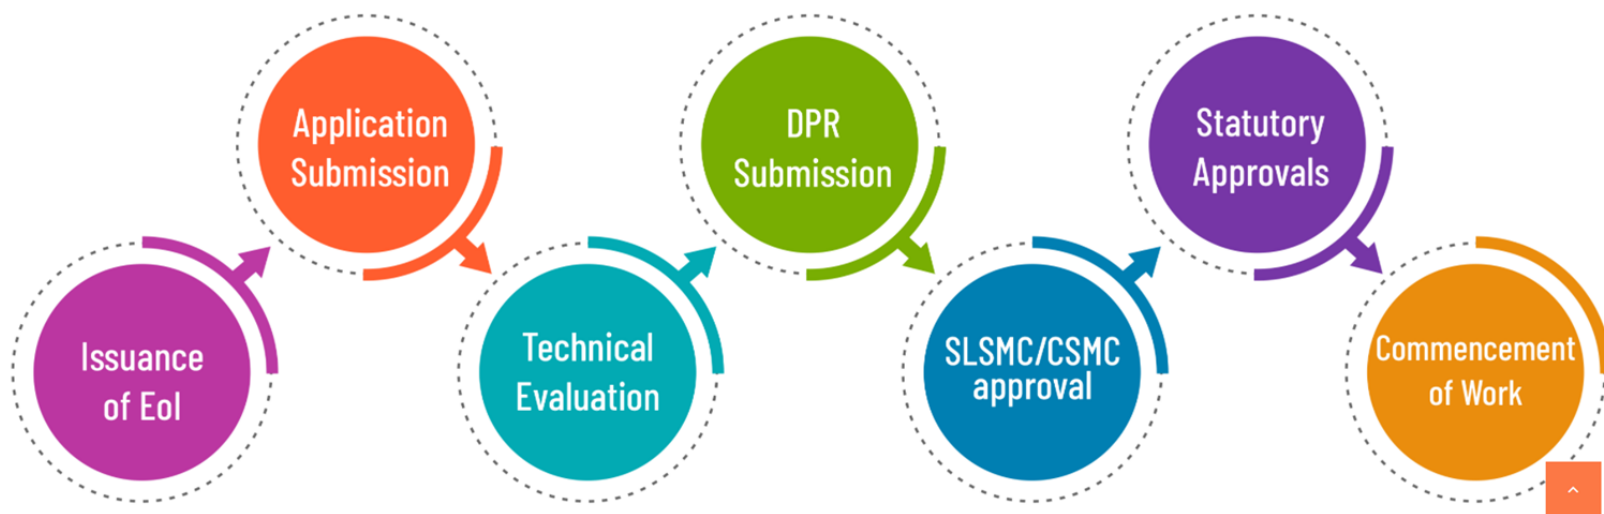 Issuance
of EoI
Application
Submission
Technical
Evaluation
DPR
Submission
SLSMC/CSMC
approval
Statutory
Approvals
Commencement
of Work